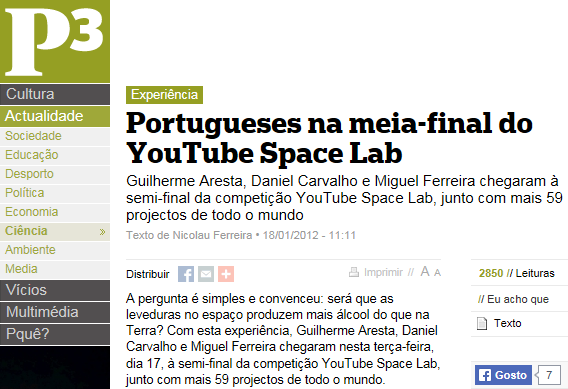 P3
Cultura
Actualidade
Sociedade
Educação
Desporto
Política
Economia
Ciência »
Ambiente
Media
Vícios
Multimédia
Pquê?
Experiência
Portugueses na meia-final do
YouTube Space Lab
Guilherme Aresta, Daniel Carvalho e Miguel Ferreira chegaram à
semi-final da competição YouTube Space Lab, junto com mais 59
projectos de todo o mundo
Texto de Nicolau Ferreira • 18/01/2012 - 11:11
Distribuir f + Imprimir // A A
A pergunta é simples e convenceu: será que as
leveduras no espaço produzem mais álcool do que na
Terra? Com esta experiência, Guilherme Aresta, Daniel
Carvalho e Miguel Ferreira chegaram nesta terça-feira,
dia 17, à semi-final da competição YouTube Space Lab,
junto com mais 59 projectos de todo o mundo.
2850 // Leituras
// Eu acho que
Texto
f Gosto 7